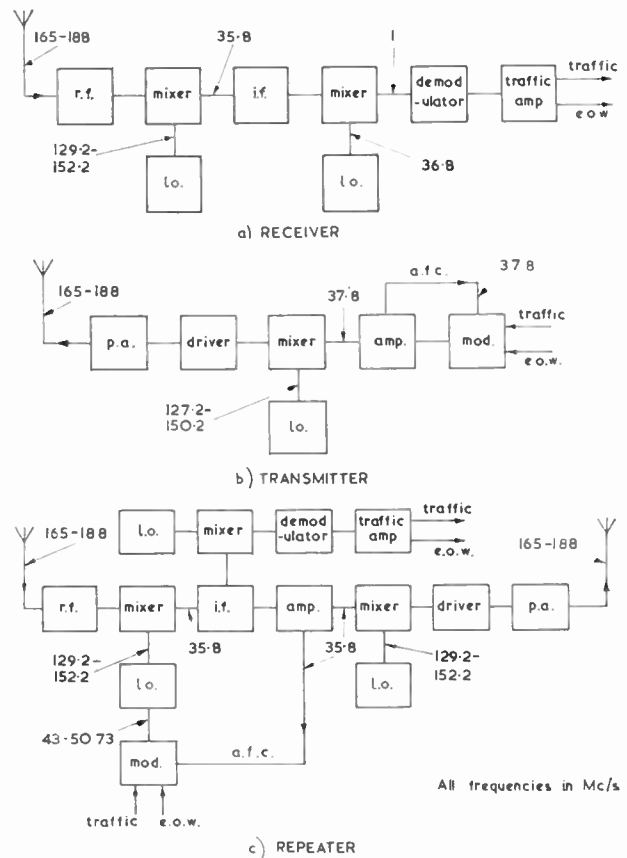 165-188
35·8
1
traffic
r.f.
mixer
i.f.
mixer
demod
-ulator
traffic
amp
e.o.w.
129·2-
152·2
36·8
l.o.
l.o.
a) RECEIVER
a.f.c.
37·8
165-188
37·8
traffic
p.a.
driver
mixer
amp.
mod.
e.o.w.
127·2-
150·2
l.o.
b) TRANSMITTER
traffic
165-188
l.o.
mixer
demod
-ulator
traffic
amp
e.o.w.
165-188
r.f.
mixer
i.f.
amp.
mixer
driver
p.a.
129·2-
152·2
35·8
35·8
129·2-
152·2
l.o.
l.o.
43-50·73
mod.
a.f.c.
All frequencies in Mc/s
traffic
e.o.w.
c) REPEATER